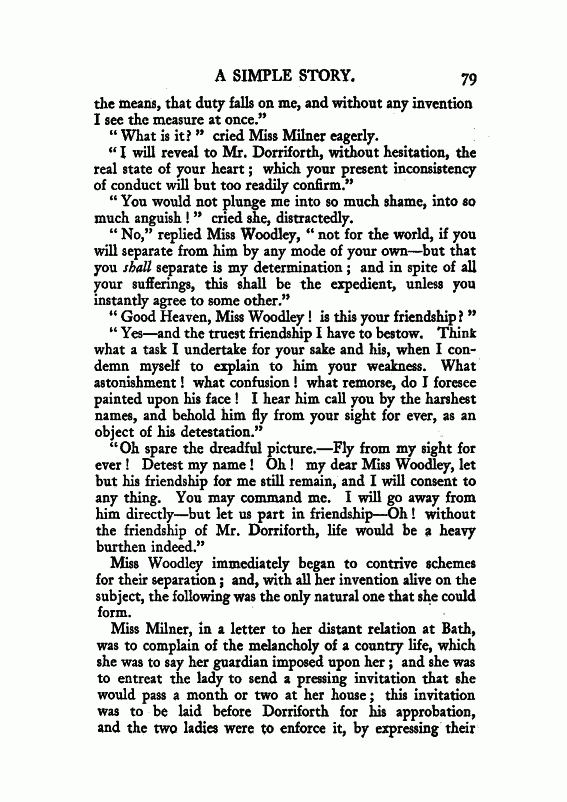 A SIMPLE STORY. 79
the means, that duty falls on me, and without any invention
I see the measure at once.”
“ What is it? ” cried Miss Milner eagerly.
“ I will reveal to Mr. Dorriforth, without hesitation, the
real state of your heart ; which your present inconsistency
of conduct will but too readily confirm.”
“ You would not plunge me into so much shame, into so
much anguish ! ” cried she, distractedly.
“ No,” replied Miss Woodley, “ not for the world, if you
will separate from him by any mode of your own—but that
you shall separate is my determination ; and in spite of all
your sufferings, this shall be the expedient, unless you
instantly agree to some other.”
“ Good Heaven, Miss Woodley ! is this your friendship? ”
“ Yes—and the truest friendship I have to bestow. Think
what a task I undertake for your sake and his, when I con-
demn myself to explain to him your weakness. What
astonishment ! what confusion ! what remorse, do I foresee
painted upon his face ! I hear him call you by the harshest
names, and behold him fly from your sight for ever, as an
object of his detestation.”
“Oh spare the dreadful picture.—Fly from my sight for
ever ! Detest my name ! Oh ! my dear Miss Woodley, let
but his friendship for me still remain, and I will consent to
any thing. You may command me. I will go away from
him directly—but let us part in friendship—Oh ! without
the friendship of Mr. Dorriforth, life would be a heavy
burthen indeed.”
Miss Woodley immediately began to contrive schemes
for their separation ; and, with all her invention alive on the
subject, the following was the only natural one that she could
form.
Miss Milner, in a letter to her distant relation at Bath,
was to complain of the melancholy of a country life, which
she was to say her guardian imposed upon her ; and she was
to entreat the lady to send a pressing invitation that she
would pass a month or two at her house ; this invitation
was to be laid before Dorriforth for his approbation,
and the two ladies were to enforce it, by expressing their